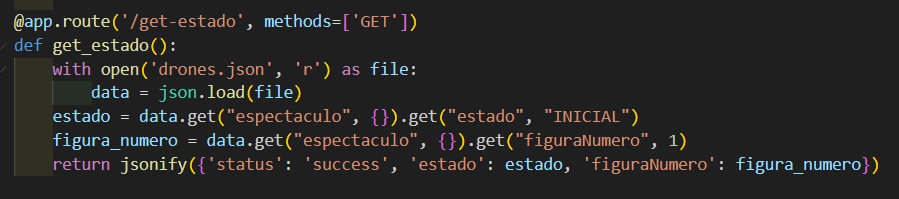 @app.route('/get-estado', methods=['GET'])
def get_estado():
    with open('drones.json', 'r') as file:
        data = json.load(file)
    estado = data.get("espectaculo", {}).get("estado", "INICIAL")
    figura_numero = data.get("espectaculo", {}).get("figuraNumero", 1)
    return jsonify({'status': 'success', 'estado': estado, 'figuraNumero': figura_numero})